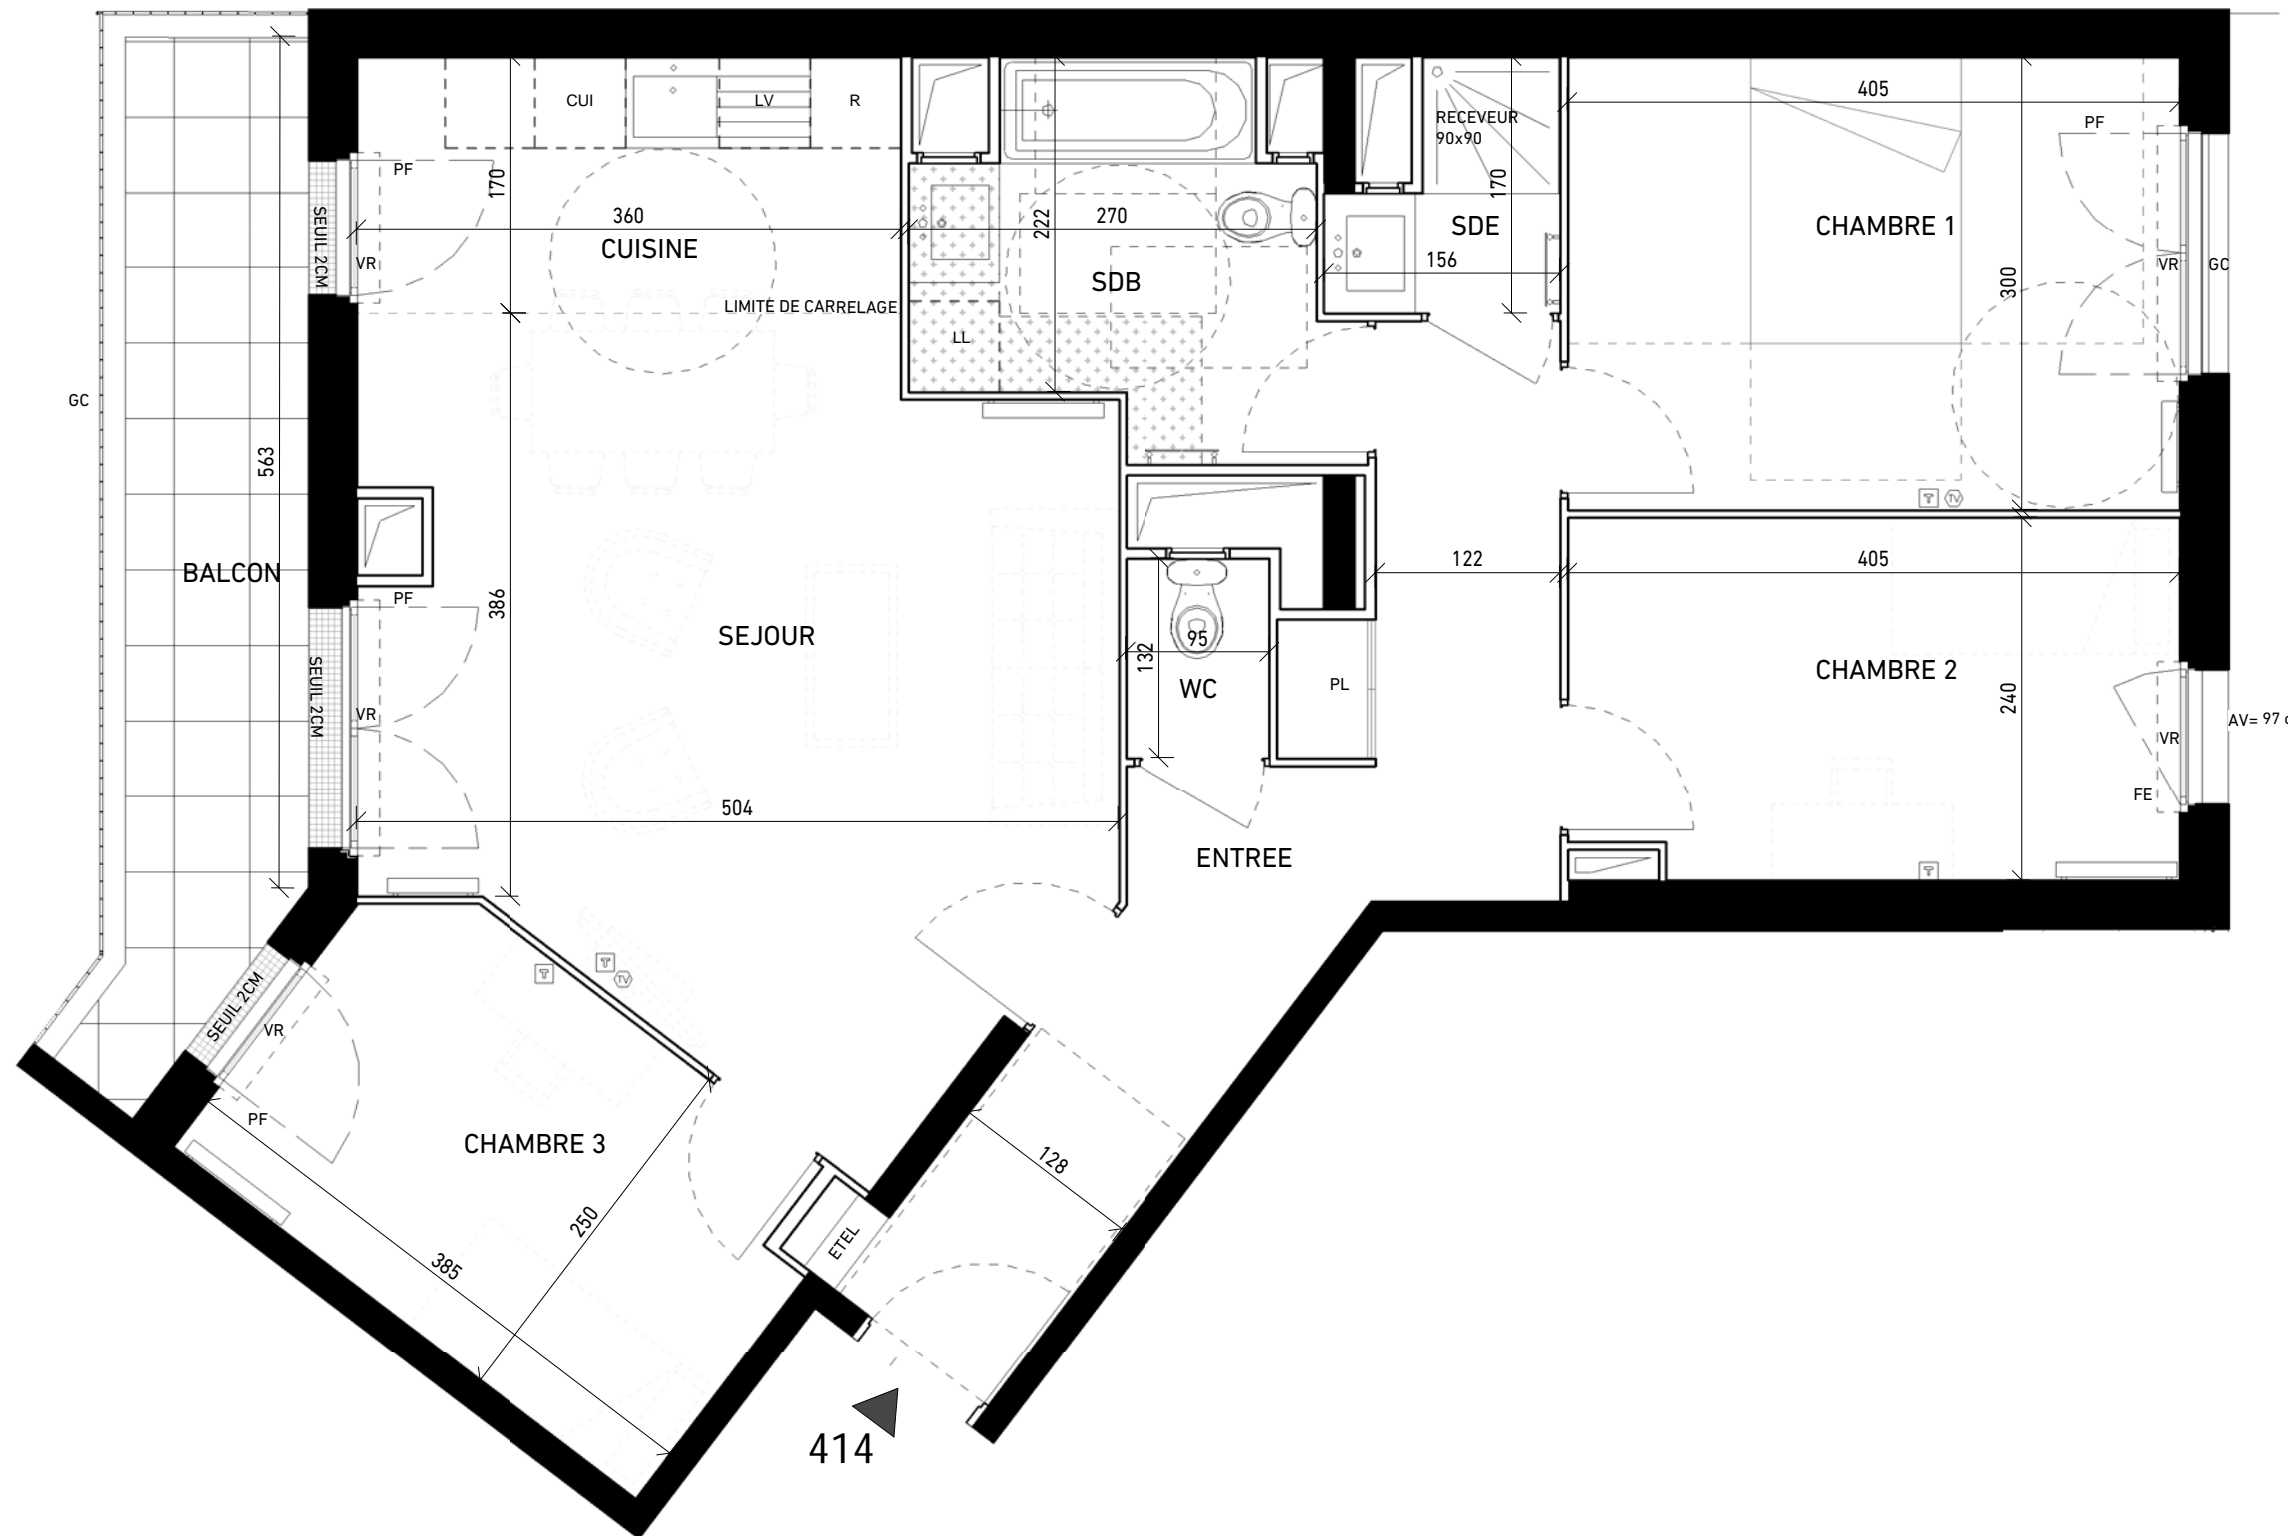 CUI
LV
R
RECEVEUR
90x90
405
PF
PF
170
170
SEUIL 2CM
360
CUISINE
222
270
SDE
CHAMBRE 1
VR
156
VR
GC
SDB
300
LIMITE DE CARRELAGE
LL
GC
563
T
TV
BALCON
122
405
PF
386
SEJOUR
95
132
WC
PL
CHAMBRE 2
240
SEUIL 2CM
VR
AV= 97 c
VR
FE
504
ENTREE
T
T
T
TV
SEUIL 2CM
VR
PF
CHAMBRE 3
128
250
385
ETEL
414